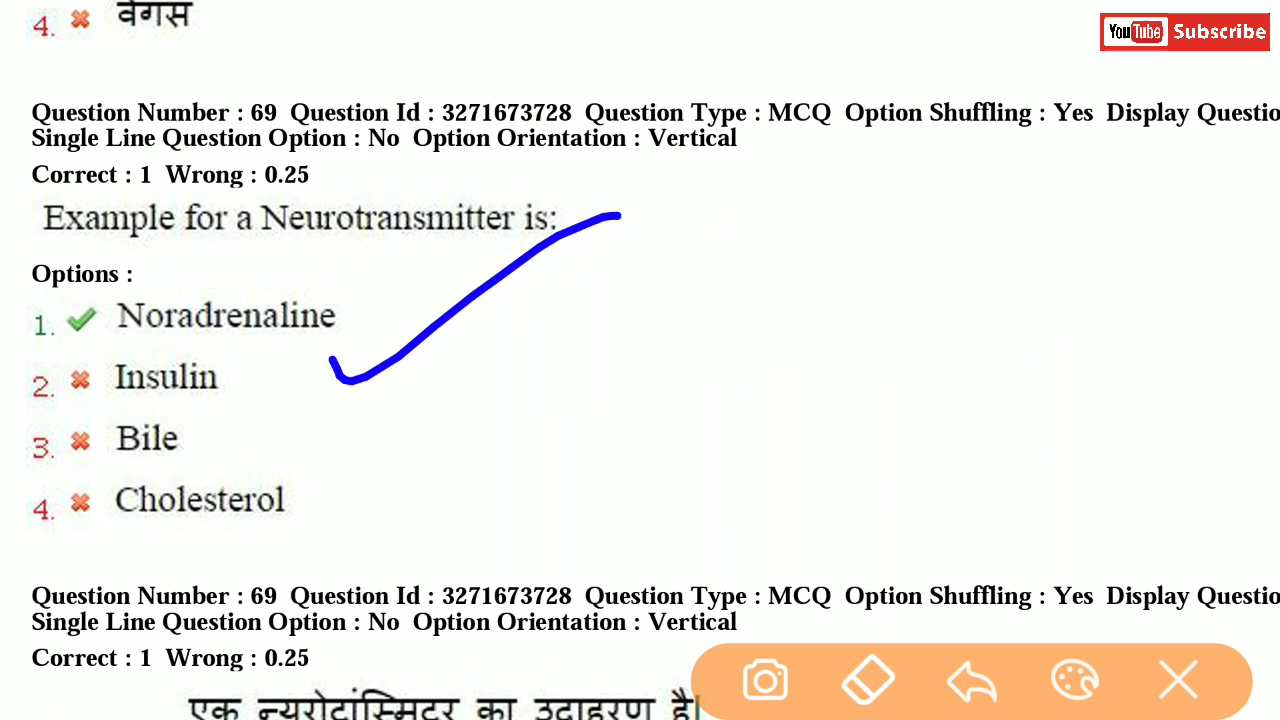 4. वेगस
YouTube Subscribe
Question Number : 69 Question Id : 3271673728 Question Type : MCQ Option Shuffling : Yes Display Questio
Single Line Question Option : No Option Orientation : Vertical
Correct : 1 Wrong : 0.25
Example for a Neurotransmitter is:
Options :
1. Noradrenaline
2. Insulin
3. Bile
4. Cholesterol
Question Number : 69 Question Id : 3271673728 Question Type : MCQ Option Shuffling : Yes Display Questio
Single Line Question Option : No Option Orientation : Vertical
Correct : 1 Wrong : 0.25
एक न्यूरोट्रांस्मिटर का उदाहरण है।